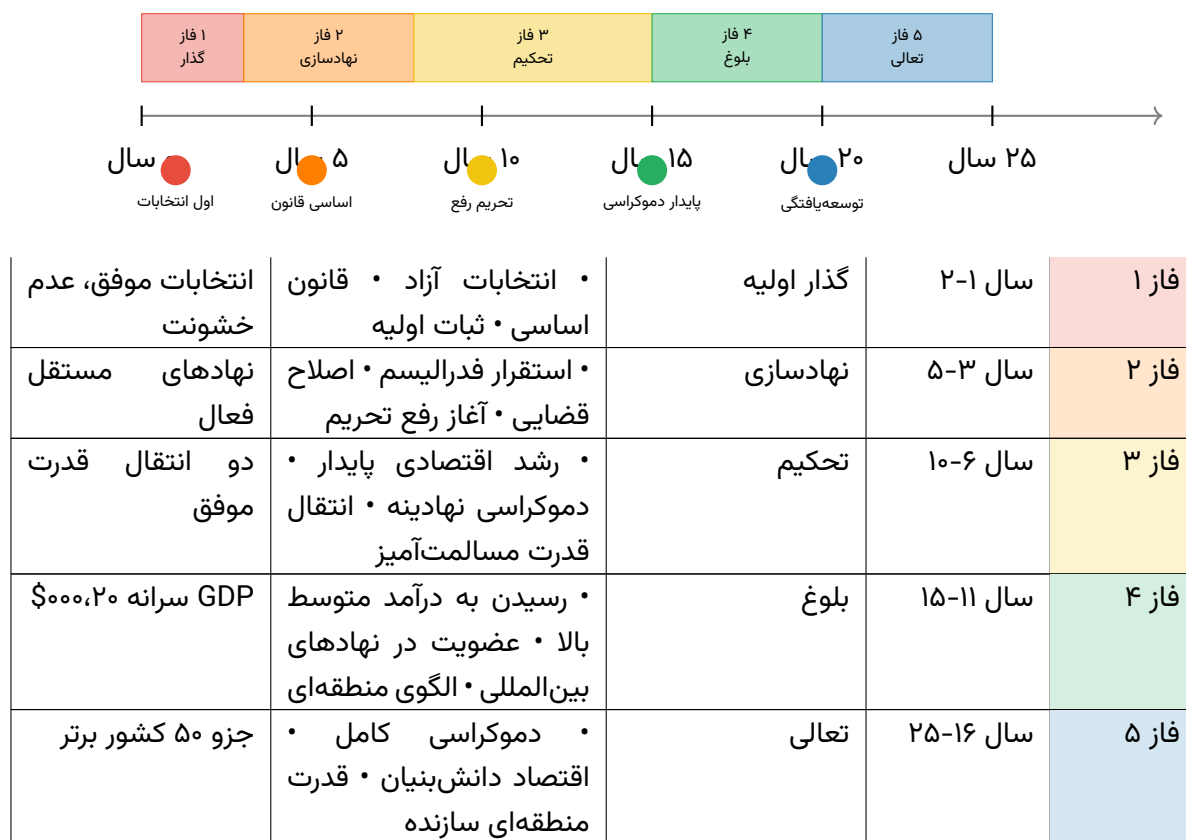 ۱ فاز
گذار
۲ فاز
نهادسازی
۳ فاز
تحکیم
۴ فاز
بلوغ
۵ فاز
تعالی
سال
۵ سال
۱۰ سال
۱۵ سال
۲۰ سال
۲۵ سال
اول انتخابات
اساسی قانون
تحریم رفع
پایدار دموکراسی
توسعه‌یافتگی
فاز ۱
سال ۱-۲
گذار اولیه
• انتخابات آزاد • قانون
اساسی • ثبات اولیه
انتخابات موفق، عدم
خشونت
فاز ۲
سال ۳-۵
نهادسازی
• استقرار فدرالیسم • اصلاح
قضایی • آغاز رفع تحریم
نهادهای مستقل
فعال
فاز ۳
سال ۶-۱۰
تحکیم
• رشد اقتصادی پایدار •
دموکراسی نهادینه • انتقال
قدرت مسالمت‌آمیز
دو انتقال قدرت
موفق
فاز ۴
سال ۱۱-۱۵
بلوغ
• رسیدن به درآمد متوسط
بالا • عضویت در نهادهای
بین‌المللی • الگوی منطقه‌ای
GDP سرانه ۲۰،۰۰۰$
فاز ۵
سال ۱۶-۲۵
تعالی
• دموکراسی کامل •
اقتصاد دانش‌بنیان • قدرت
منطقه‌ای سازنده
جزو ۵۰ کشور برتر